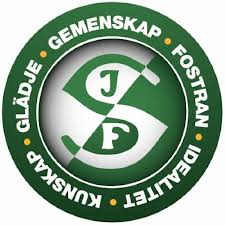 GLÄDJE · GEMENSKAP · FOSTRAN · IDEALITET · KUNSKAP ·
S
J
F